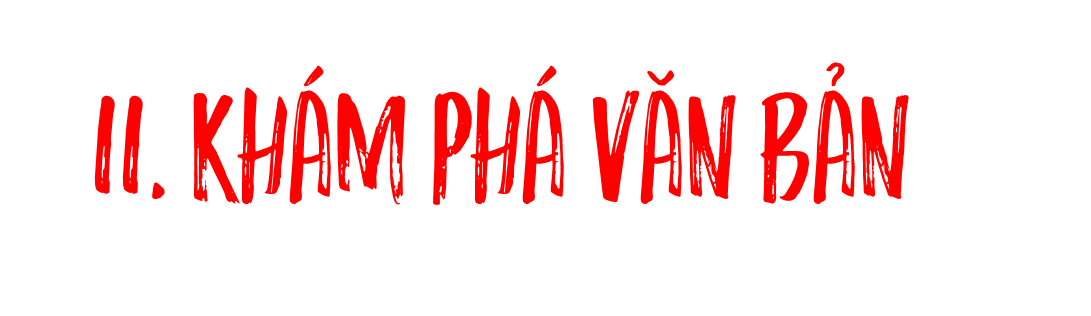 II. KHÁM PHÁ VĂN BẢN